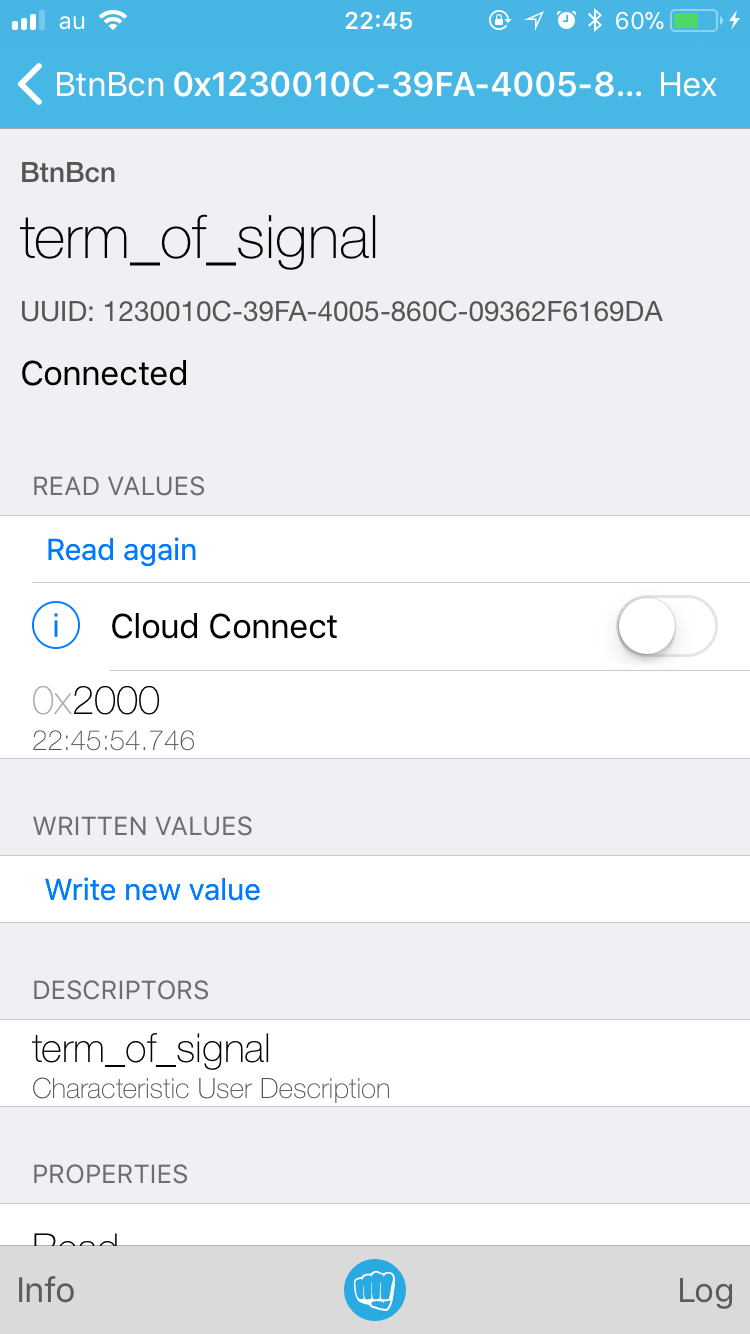 au 22:45 60%
BtnBcn 0x1230010C-39FA-4005-8... Hex
BtnBcn
term_of_signal
UUID: 1230010C-39FA-4005-860C-09362F6169DA
Connected
READ VALUES
Read again
i Cloud Connect
0x2000
22:45:54.746
WRITTEN VALUES
Write new value
DESCRIPTORS
term_of_signal
Characteristic User Description
PROPERTIES
Read
Info Log